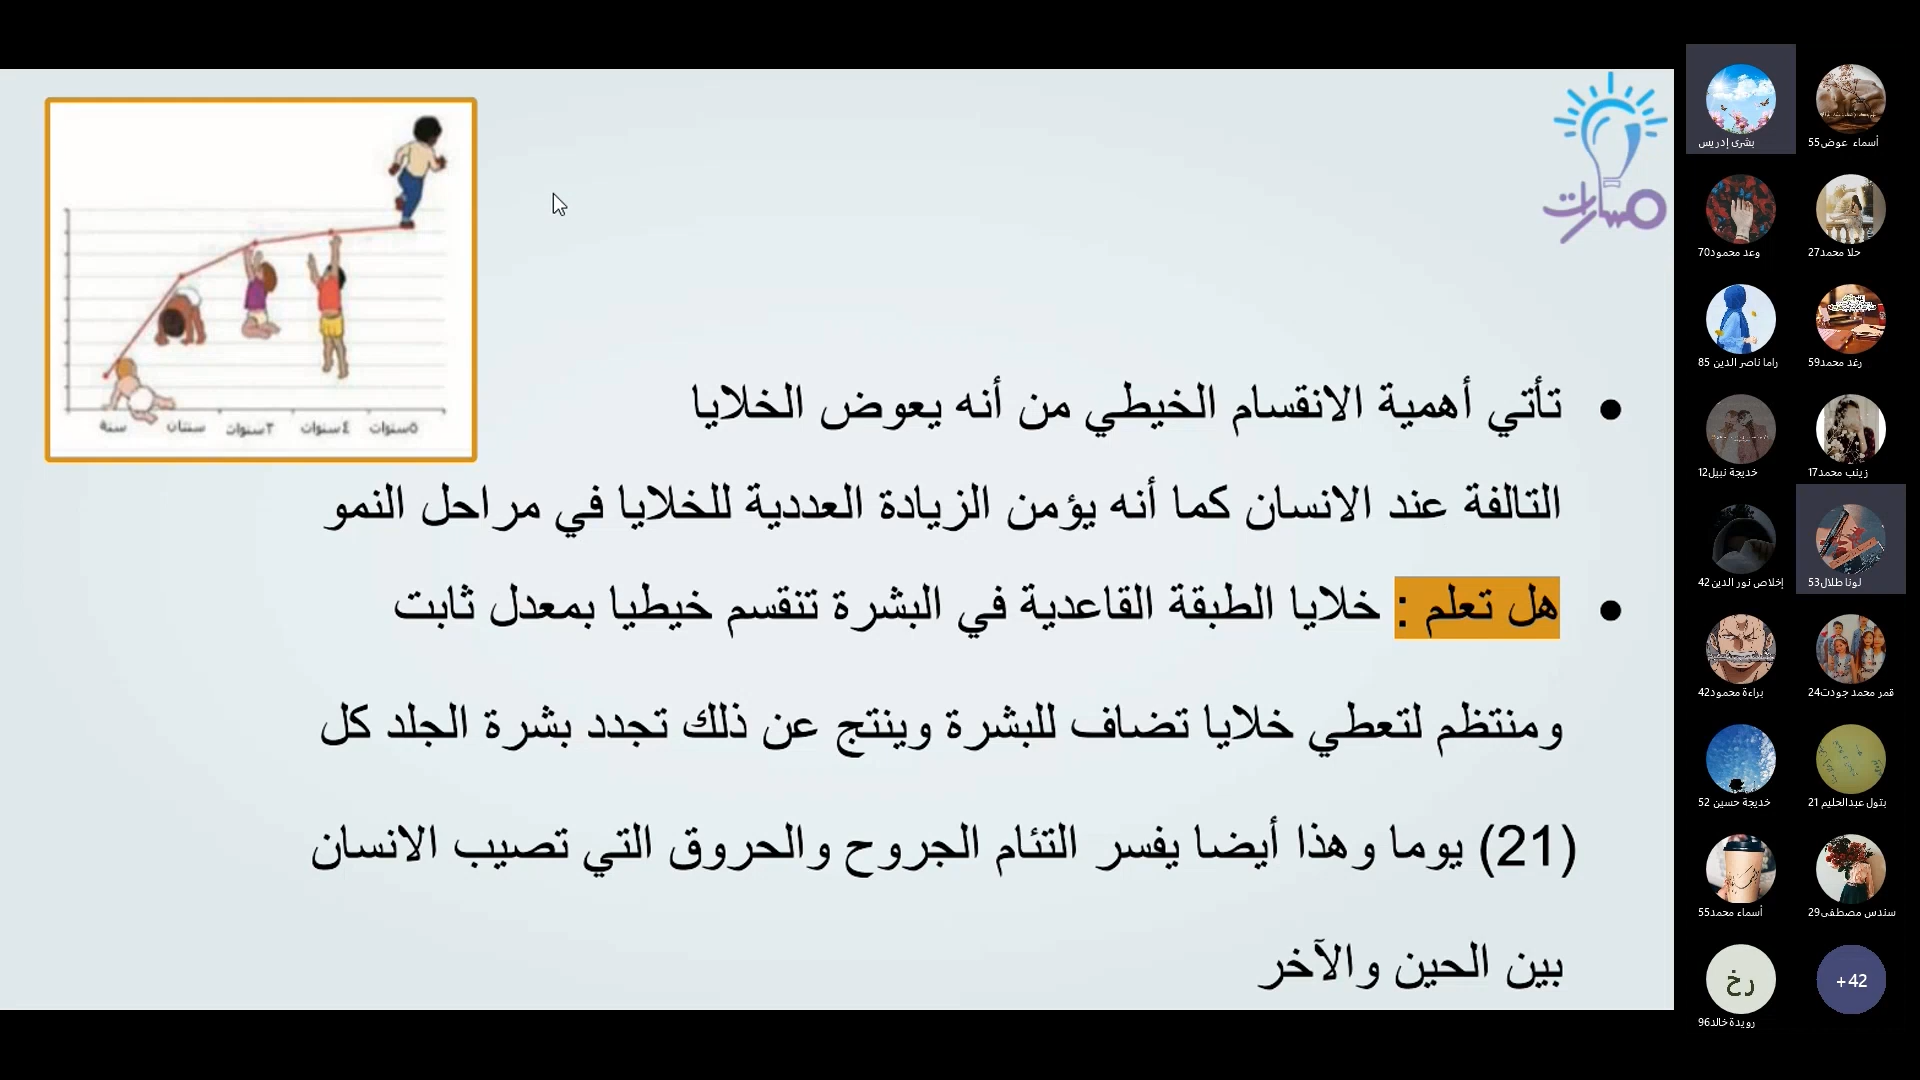 مسارات
سنة سنتان ٣سنوات ٤سنوات ٥سنوات
تأتي أهمية الانقسام الخيطي من أنه يعوض الخلايا
التالفة عند الانسان كما أنه يؤمن الزيادة العددية للخلايا في مراحل النمو
هل تعلم : خلايا الطبقة القاعدية في البشرة تنقسم خيطيا بمعدل ثابت
ومنتظم لتعطي خلايا تضاف للبشرة وينتج عن ذلك تجدد بشرة الجلد كل
(21) يوما وهذا أيضا يفسر التئام الجروح والحروق التي تصيب الانسان
بين الحين والآخر
بشرى إدريس
أسماء عوض55
وعد محمود70
حلا محمد27
راما ناصر الدين 85
رغد محمد59
خديجة نبيل12
زينب محمد17
إخلاص نور الدين42
لونا طلال53
براءة محمود42
قمر محمد جودت24
خديجة حسين 52
بتول عبدالحليم 21
أسماء محمد55
سندس مصطفى29
رخ
رويدة خالد96
+42